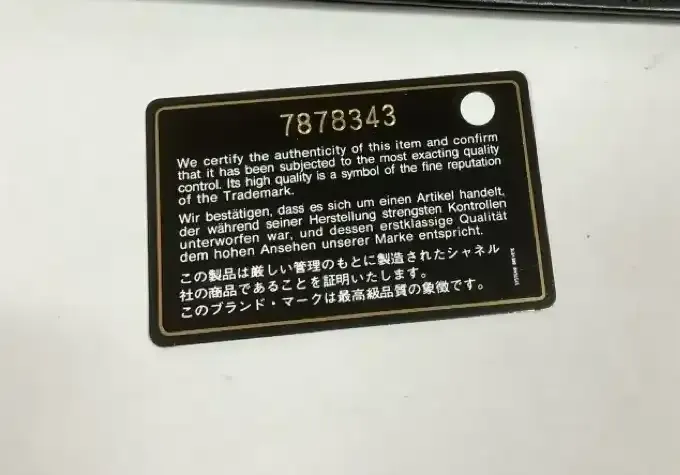 7878343
We certify the authenticity of this item and confirm
that it has been subjected to the most exacting quality
control. Its high quality is a symbol of the fine reputation
of the Trademark.
Wir bestätigen, dass es sich um einen Artikel handelt,
der während seiner Herstellung strengsten Kontrollen
unterworfen war, und dessen erstklassige Qualität
dem hohen Ansehen unserer Marke entspricht.
この製品は厳しい管理のもとに製造されたシャネル
社の商品であることを証明いたします。
このブランド・マークは最高級品質の象徴です。